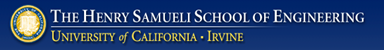 THE HENRY SAMUELI SCHOOL OF ENGINEERING
UNIVERSITY of CALIFORNIA · IRVINE